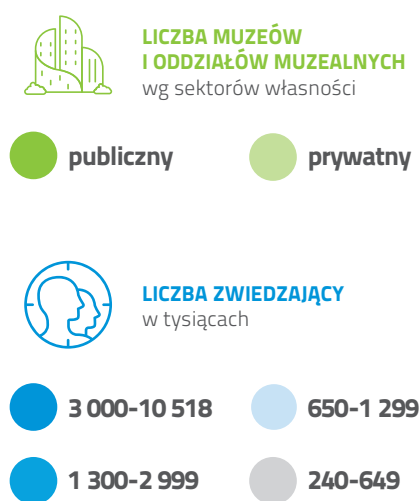 LICZBA MUZEÓW
I ODDZIAŁÓW MUZEALNYCH
wg sektorów własności
publiczny
prywatny
LICZBA ZWIEDZAJĄCY
w tysiącach
3 000-10 518
650-1 299
1 300-2 999
240-649